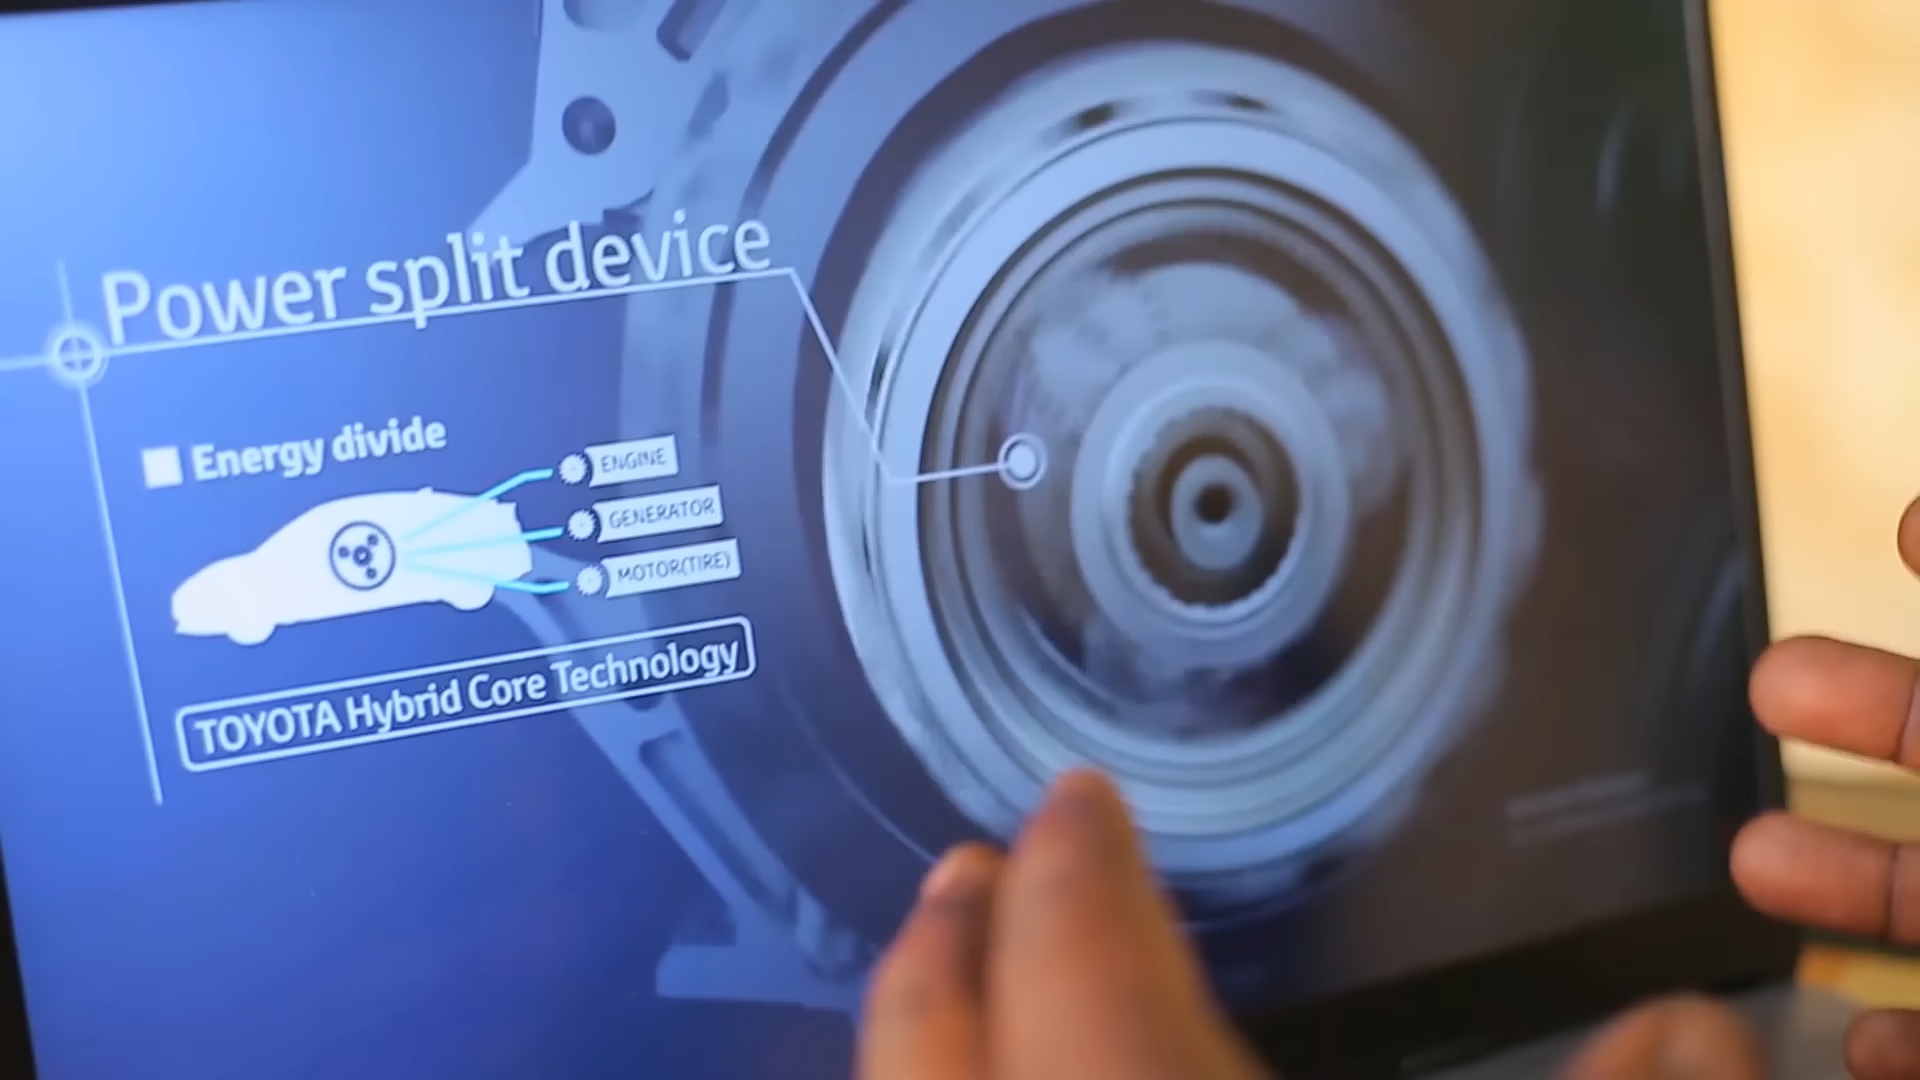 Power split device
Energy divide
ENGINE
GENERATOR
MOTOR(TIRE)
TOYOTA Hybrid Core Technology